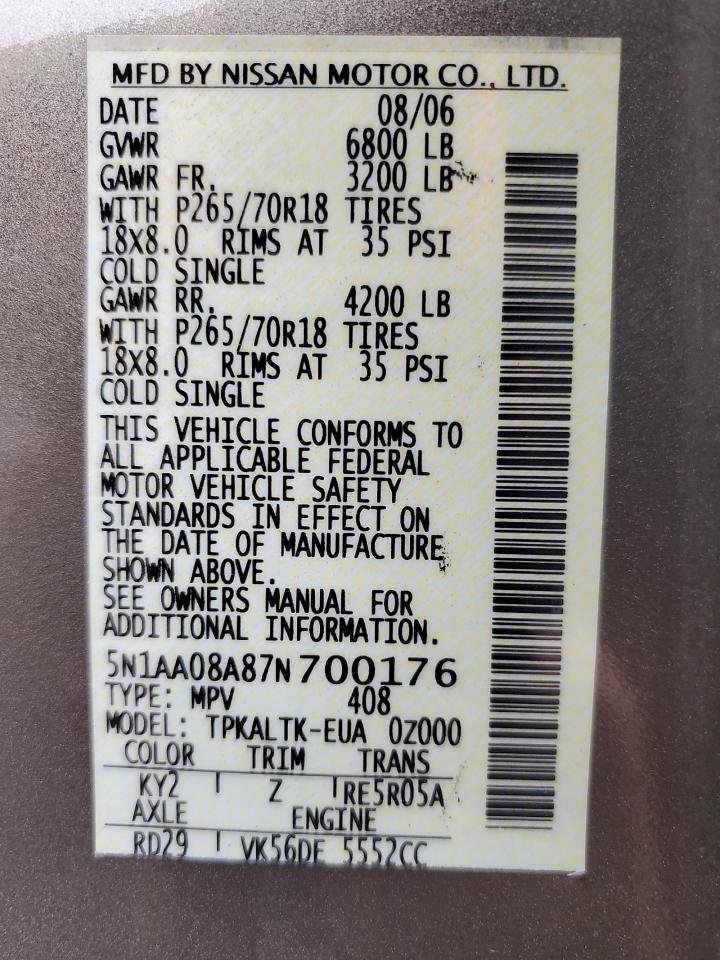 MFD BY NISSAN MOTOR CO., LTD.
DATE 08/06
GVWR 6800 LB
GAWR FR. 3200 LB
WITH P265/70R18 TIRES
18X8.0 RIMS AT 35 PSI
COLD SINGLE
GAWR RR. 4200 LB
WITH P265/70R18 TIRES
18X8.0 RIMS AT 35 PSI
COLD SINGLE
THIS VEHICLE CONFORMS TO
ALL APPLICABLE FEDERAL
MOTOR VEHICLE SAFETY
STANDARDS IN EFFECT ON
THE DATE OF MANUFACTURE
SHOWN ABOVE.
SEE OWNERS MANUAL FOR
ADDITIONAL INFORMATION.
5N1AA08A87N700176
TYPE: MPV 408
MODEL: TPKALTK-EUA 0Z000
COLOR TRIM TRANS
KY2 Z RE5R05A
AXLE ENGINE
RD29 VK56DE 5552CC